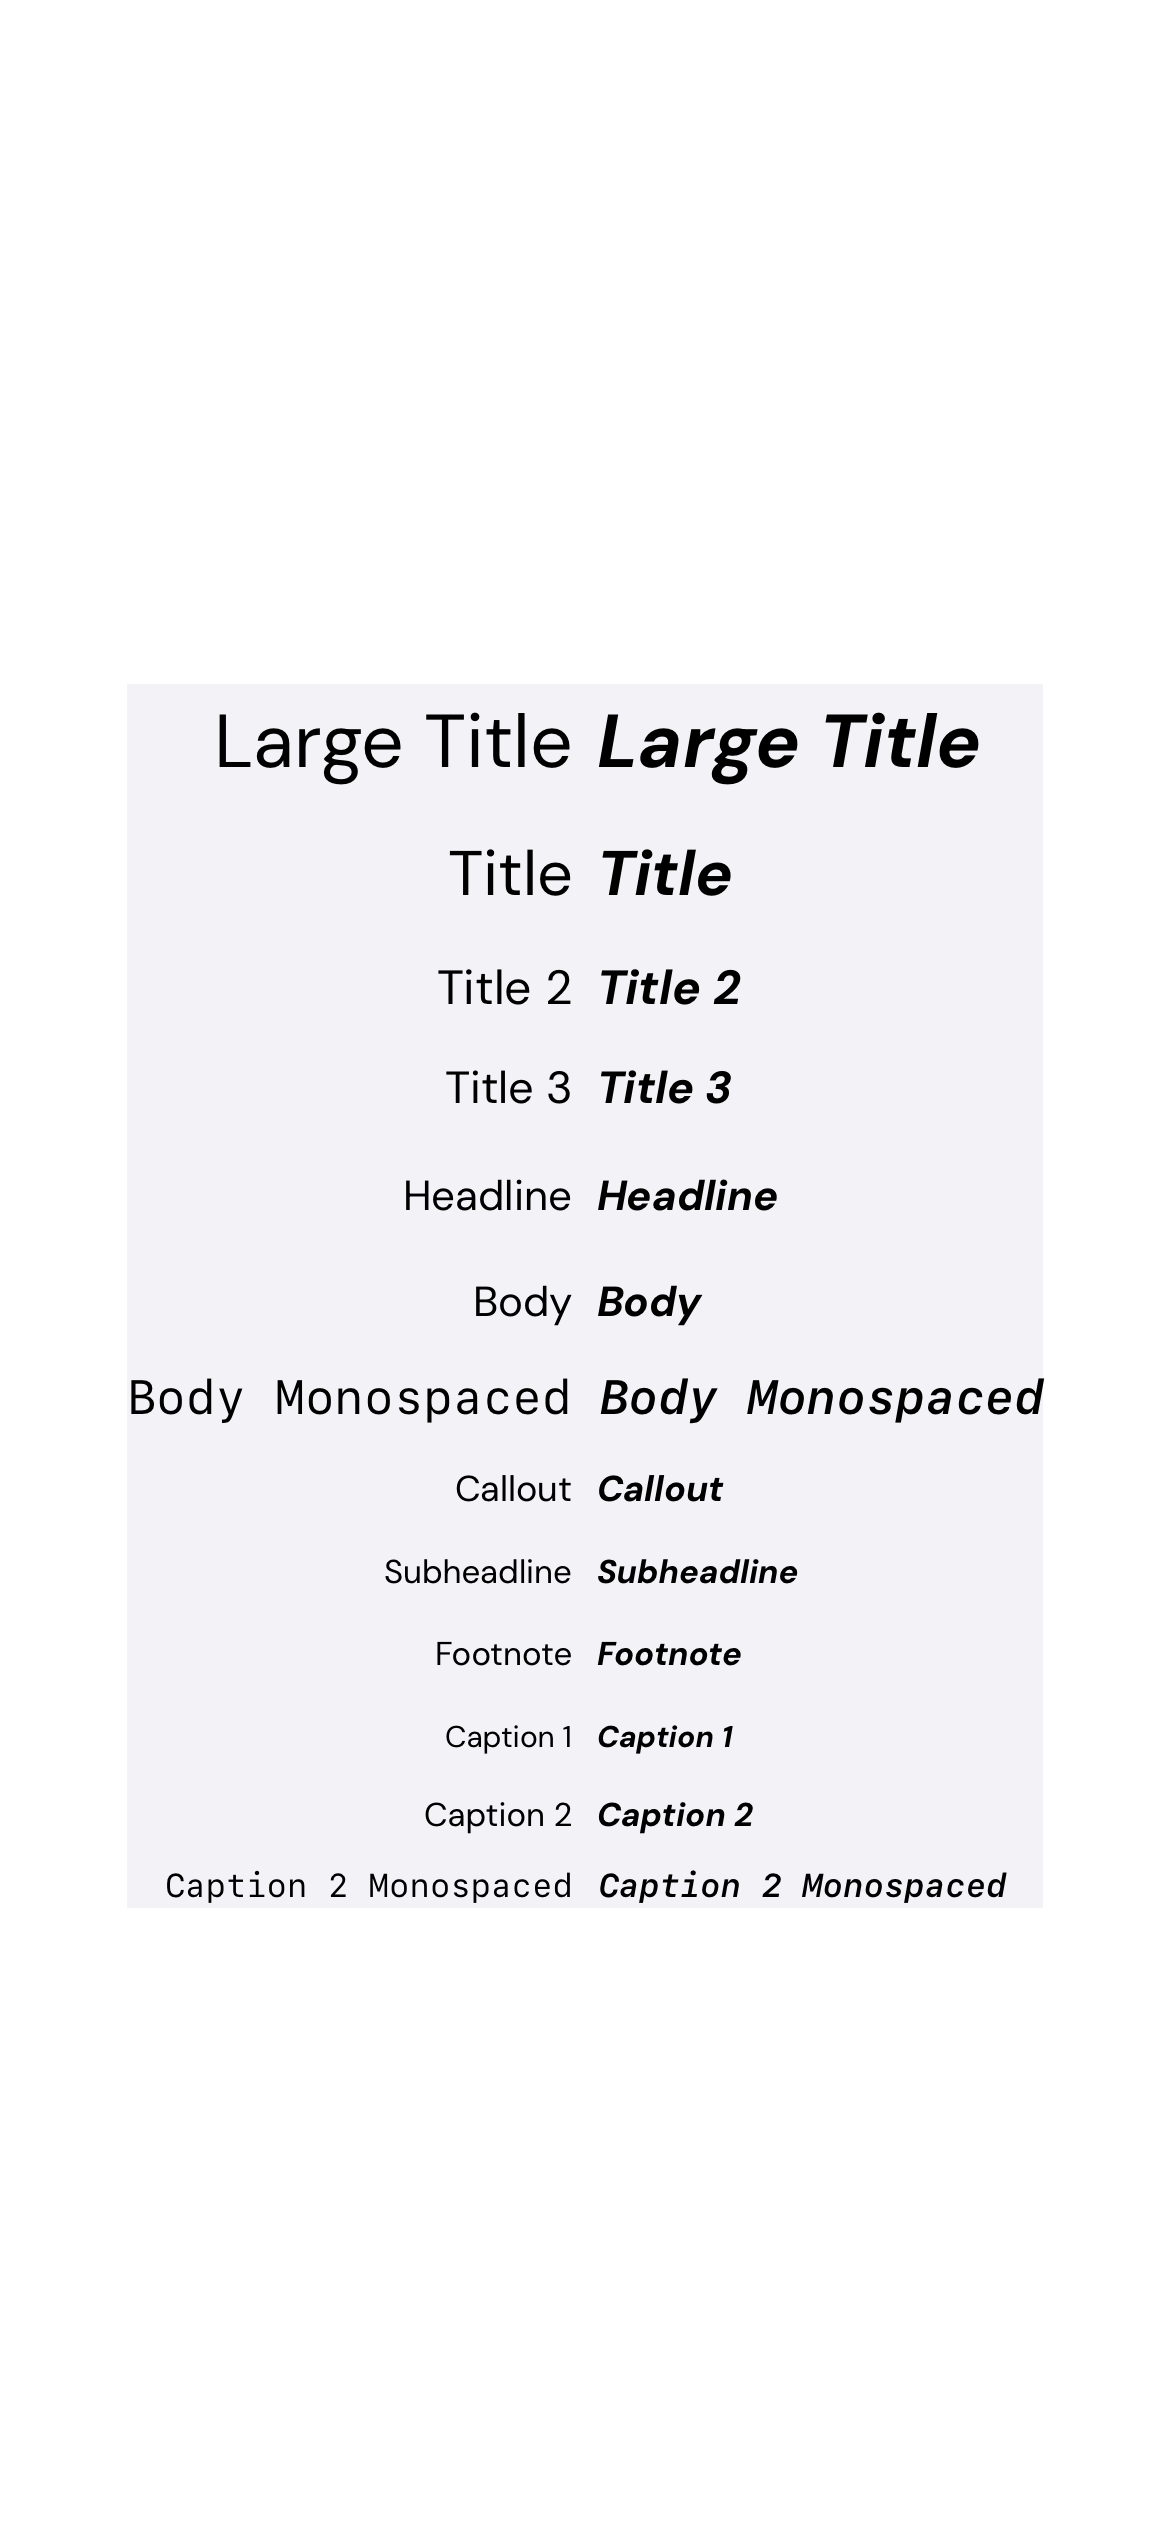 Large Title Large Title
Title Title
Title 2 Title 2
Title 3 Title 3
Headline Headline
Body Body
Body Monospaced Body Monospaced
Callout Callout
Subheadline Subheadline
Footnote Footnote
Caption 1 Caption 1
Caption 2 Caption 2
Caption 2 Monospaced Caption 2 Monospaced